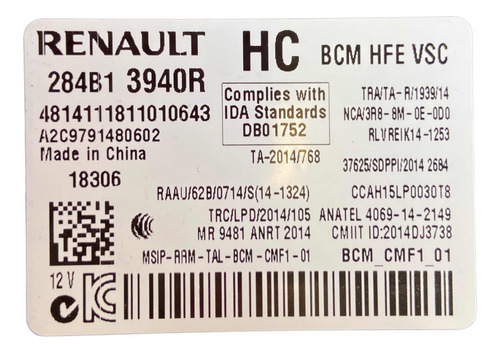 RENAULT HC BCM HFE VSC
284B1 3940R
4814111811010643
A2C9791480602
Made in China
18306
Complies with
IDA Standards
DB01752
TA-2014/768
TRA/TA-R/1939/14
NCA/3R8-8M-0E-0D0
RLVREIK14-1253
37625/SDPPI/2014 2684
RAAU/62B/0714/S(14-1324)
CCAH15LP0030T8
TRC/LPD/2014/105
ANATEL 4069-14-2149
MR 9481 ANRT 2014
CMIIT ID:2014DJ3738
MSIP-RRM-TAL-BCM-CMF1-01
BCM_CMF1_01
12 V